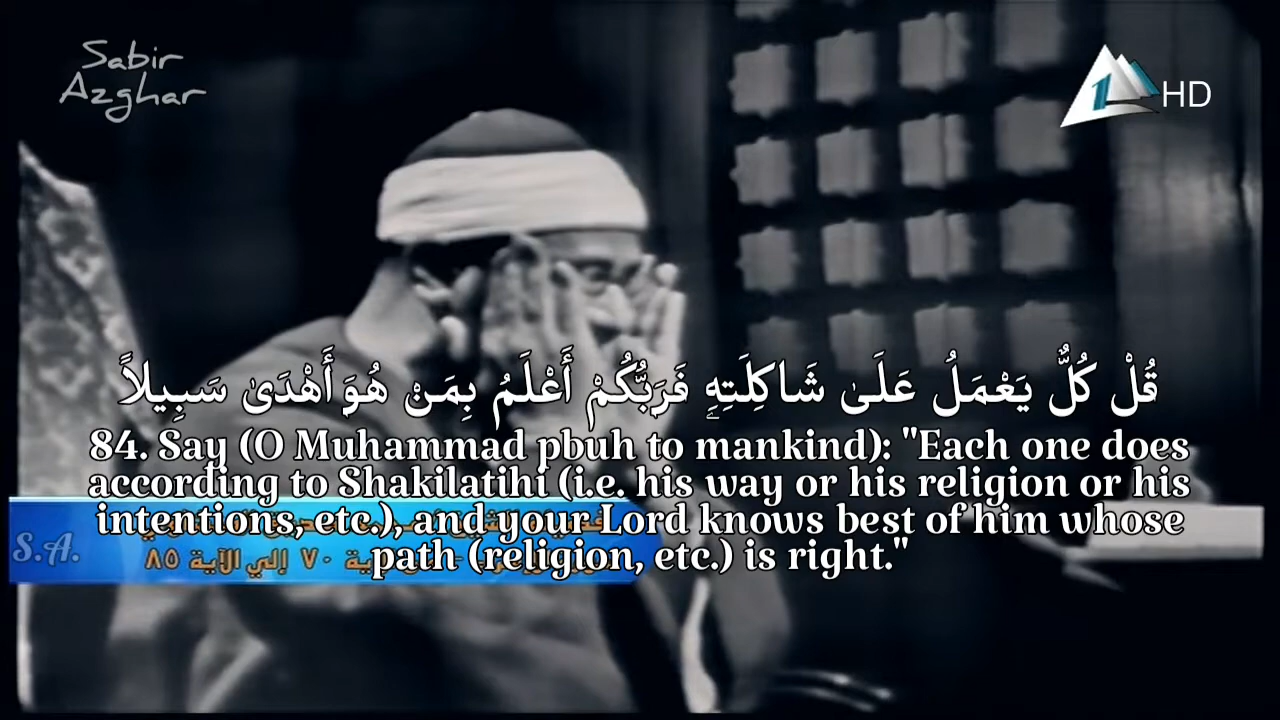 Sabir
Azghar
1
HD
قُلْ كُلٌّ يَعْمَلُ عَلَىٰ شَاكِلَتِهِۦ فَرَبُّكُمْ أَعْلَمُ بِمَنْ هُوَ أَهْدَىٰ سَبِيلاً
84. Say (O Muhammad pbuh to mankind): "Each one does
according to Shakilatihi (i.e. his way or his religion or his
intentions, etc.), and your Lord knows best of him whose
path (religion, etc.) is right."
S.A.
٧٠ إلي الآية ٨٥